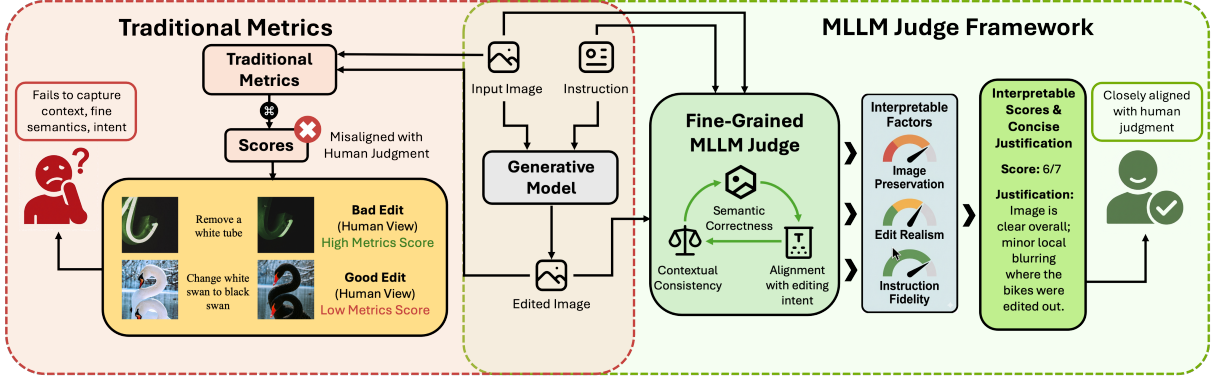 Traditional Metrics
MLLM Judge Framework
Traditional
Metrics
Fails to capture
context, fine
semantics, intent
Scores
Misaligned with
Human Judgment
Remove a
white tube
Bad Edit
(Human View)
High Metrics Score
Change white
swan to black
swan
Good Edit
(Human View)
Low Metrics Score
Input Image
Instruction
Generative
Model
Edited Image
Fine-Grained
MLLM Judge
Semantic
Correctness
Contextual
Consistency
Alignment
with editing
intent
Interpretable
Factors
Image
Preservation
Edit Realism
Instruction
Fidelity
Interpretable
Scores &
Concise
Justification
Score: 6/7
Justification:
Image is
clear overall;
minor local
blurring
where the
bikes were
edited out.
Closely aligned
with human
judgment